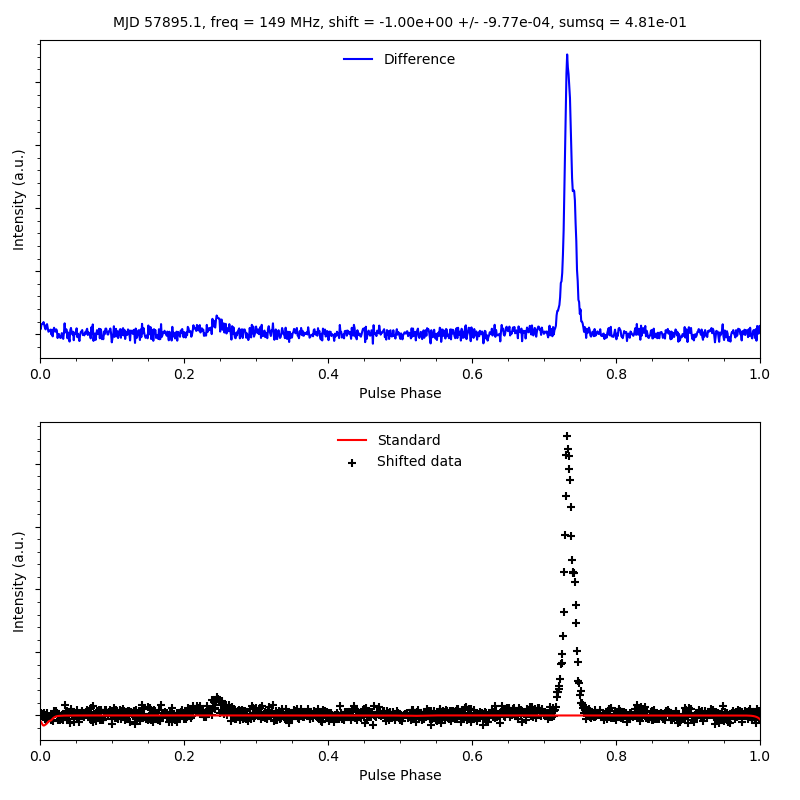 MJD 57895.1, freq = 149 MHz, shift = -1.00e+00 +/- -9.77e-04, sumsq = 4.81e-01
Difference
Intensity (a.u.)
0.0 0.2 0.4 0.6 0.8 1.0
Pulse Phase
Standard
Shifted data
Intensity (a.u.)
0.0 0.2 0.4 0.6 0.8 1.0
Pulse Phase